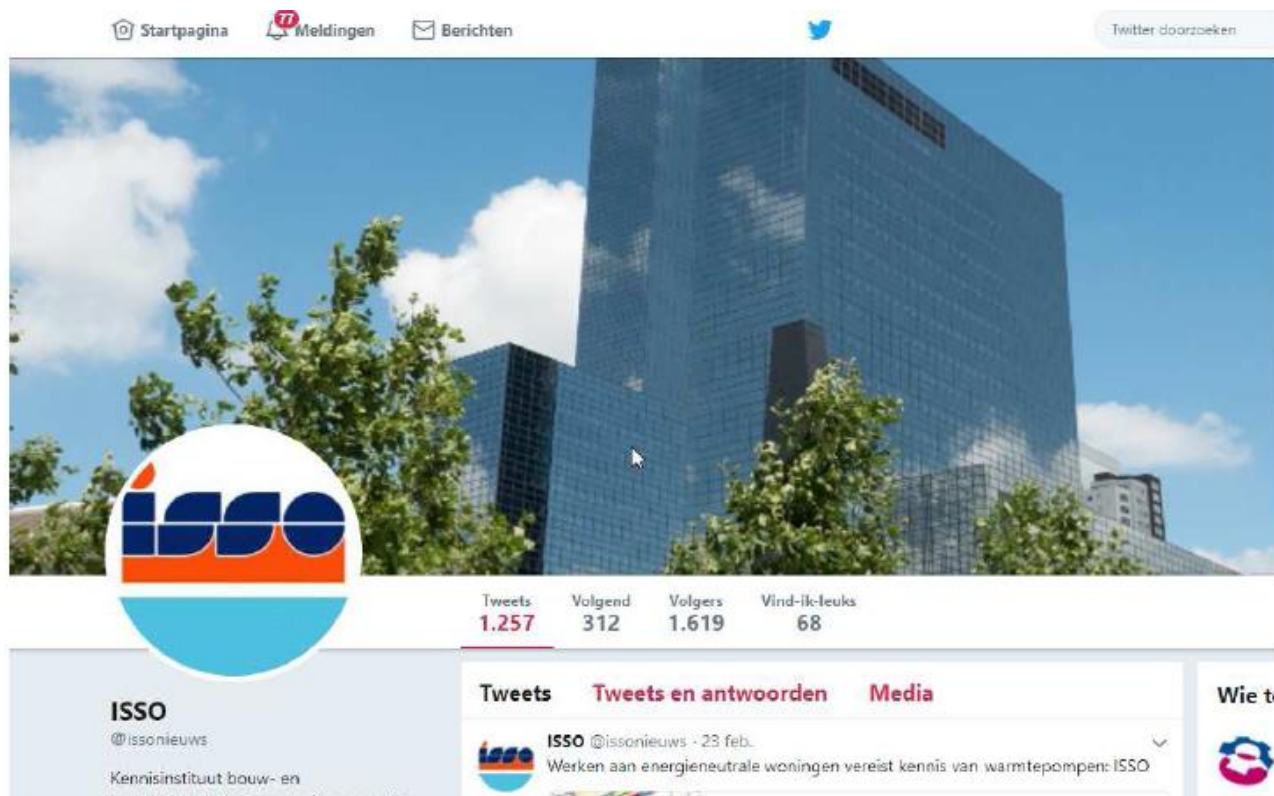 Startpagina 77 Meldingen Berichten Twitter doorzoeken
isso
Tweets Volgend Volgers Vind-ik-leuks
1.257 312 1.619 68
Tweets Tweets en antwoorden Media
Wie t
ISSO
@issonieuws
Kennisinstituut bouw- en
isso
ISSO @issonieuws - 23 feb.
Werken aan energieneutrale woningen vereist kennis van warmtepompen: ISSO